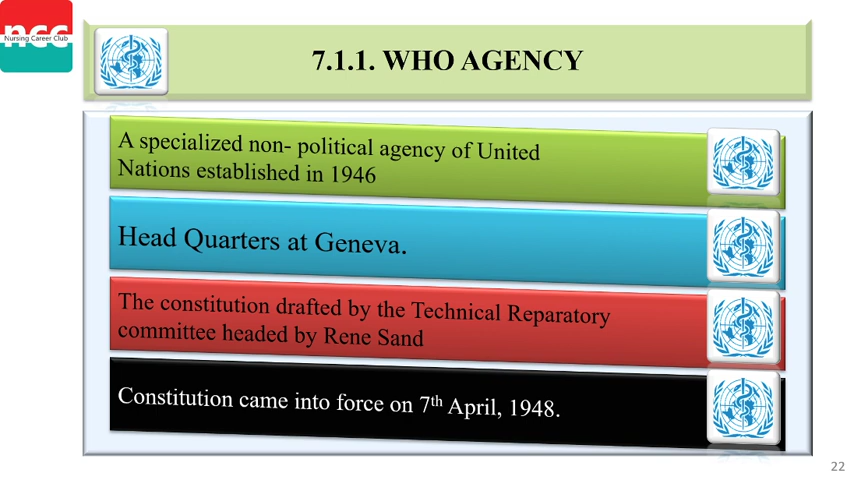 ncc
Nursing Career Club
7.1.1. WHO AGENCY
A specialized non- political agency of United
Nations established in 1946
Head Quarters at Geneva.
The constitution drafted by the Technical Reparatory
committee headed by Rene Sand
Constitution came into force on 7th April, 1948.
22